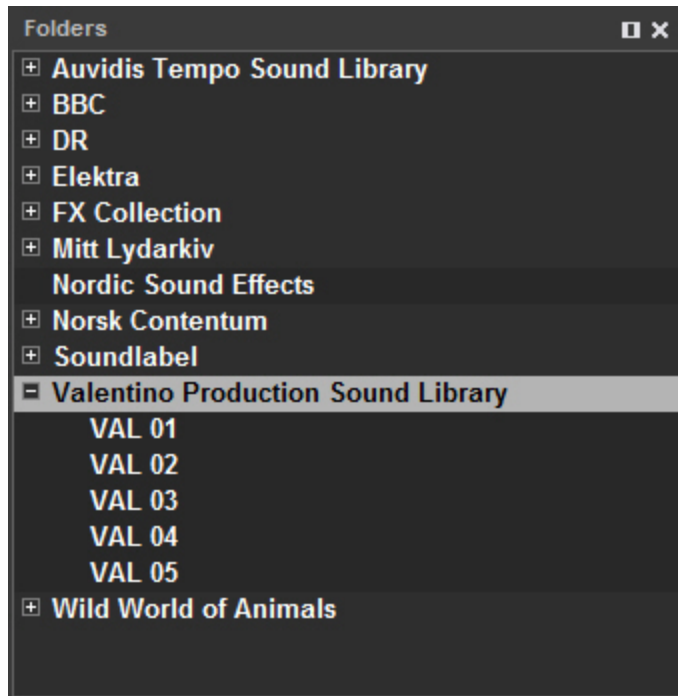 Folders
Auvidis Tempo Sound Library
BBC
DR
Elektra
FX Collection
Mitt Lydarkiv
Nordic Sound Effects
Norsk Contentum
Soundlabel
Valentino Production Sound Library
VAL 01
VAL 02
VAL 03
VAL 04
VAL 05
Wild World of Animals